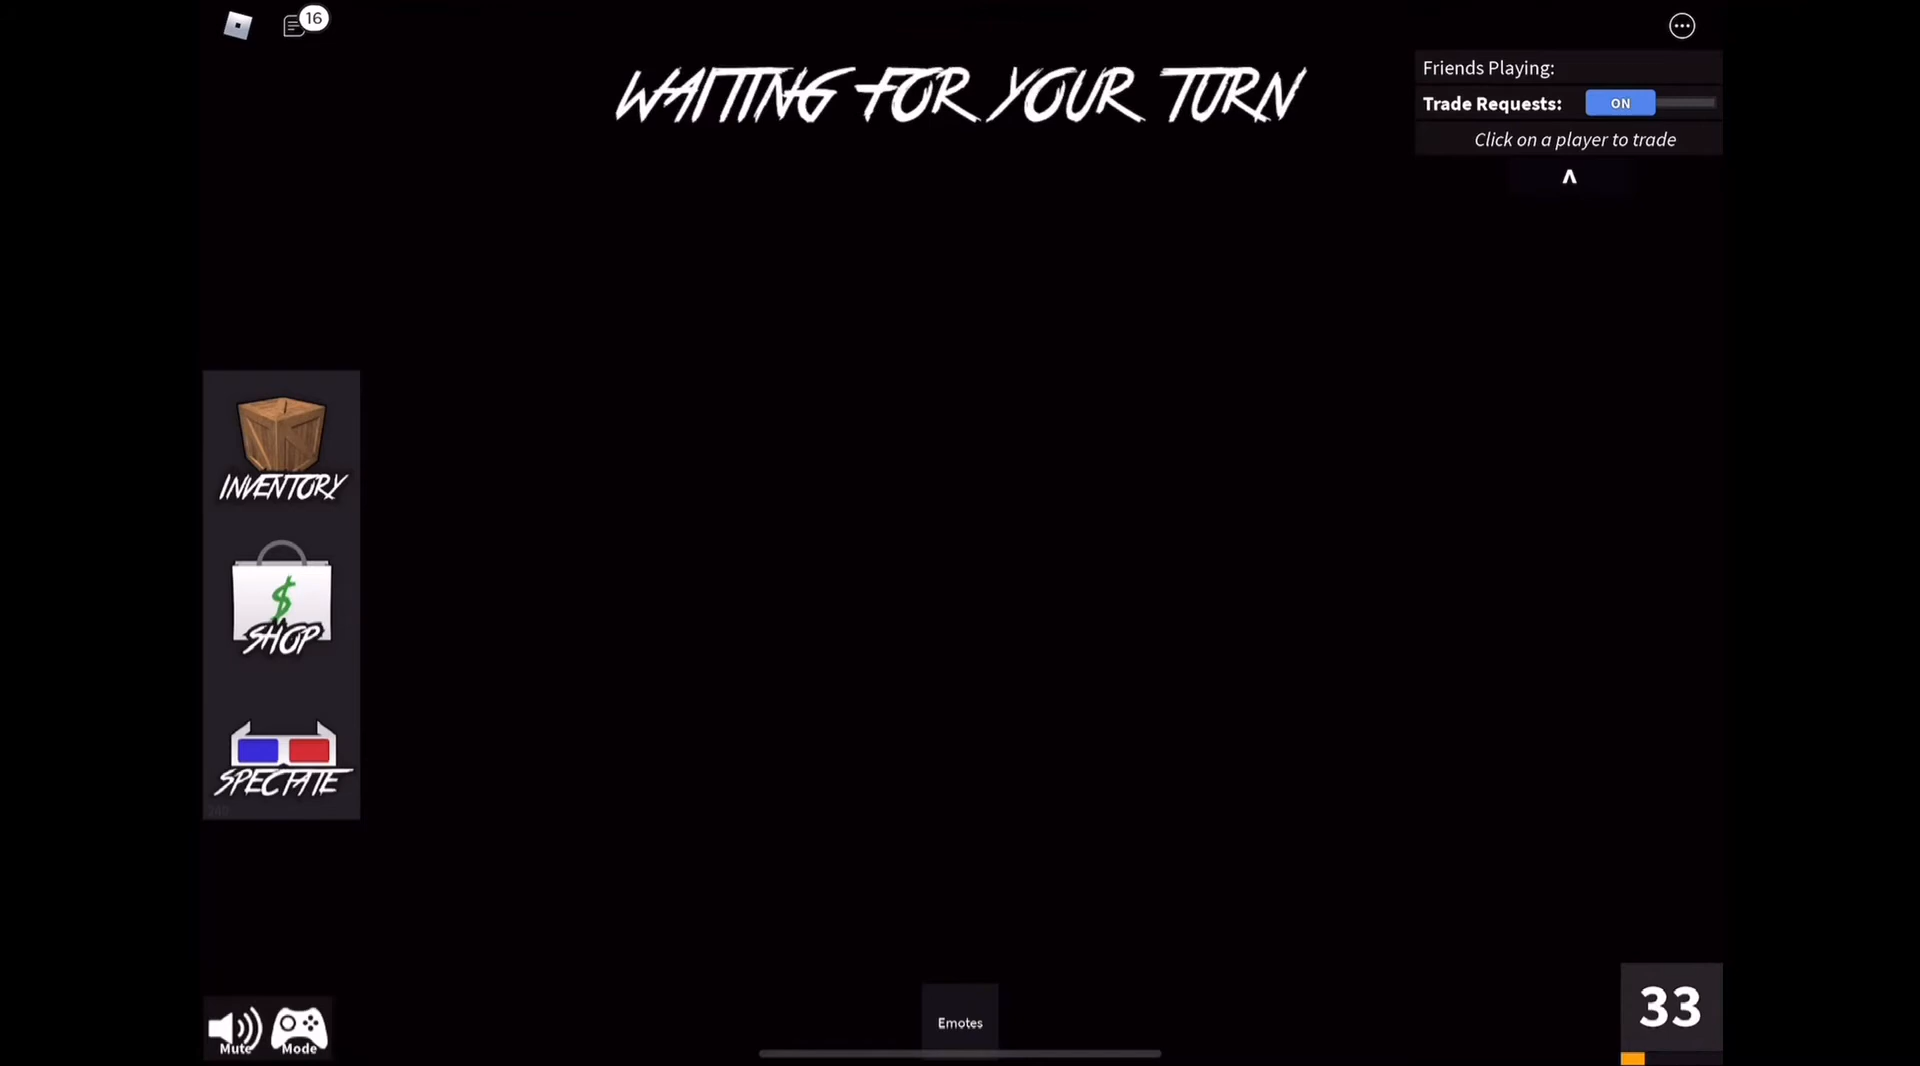 16
WAITING FOR YOUR TURN
Friends Playing:
Trade Requests: ON
Click on a player to trade
INVENTORY
$
SHOP
SPECTATE
Mute
Mode
Emotes
33